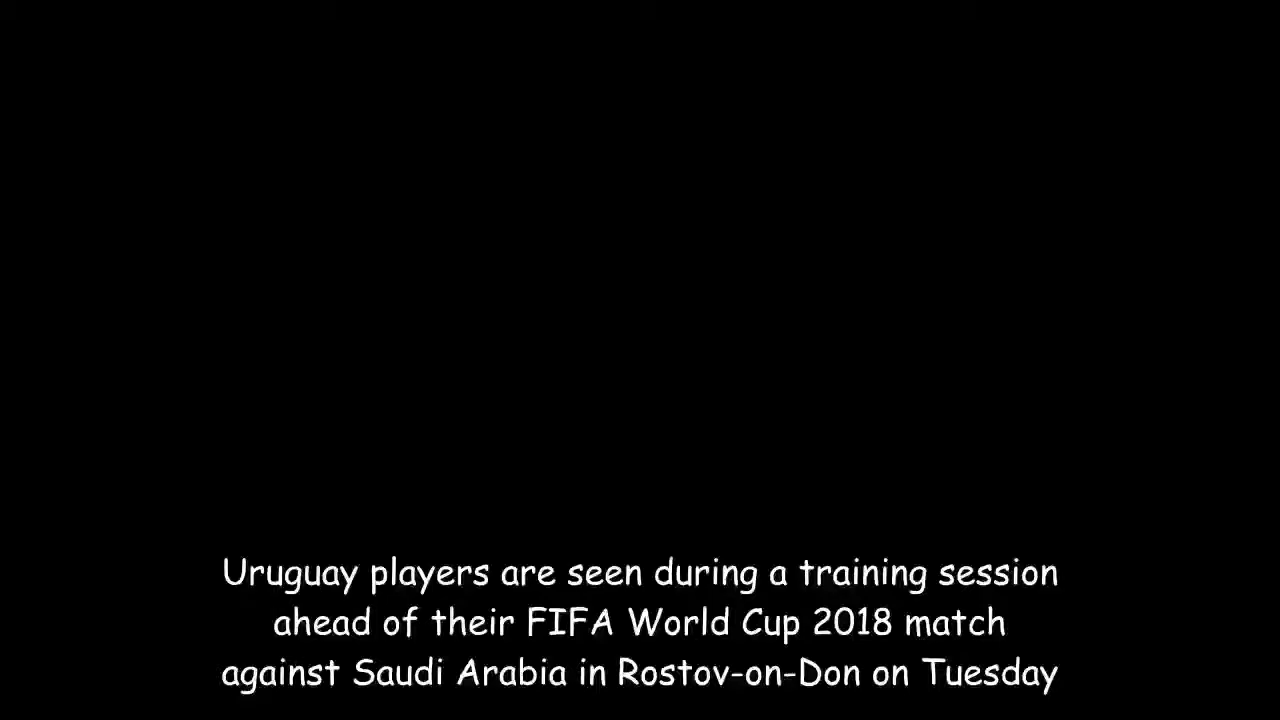 Uruguay players are seen during a training session
ahead of their FIFA World Cup 2018 match
against Saudi Arabia in Rostov-on-Don on Tuesday